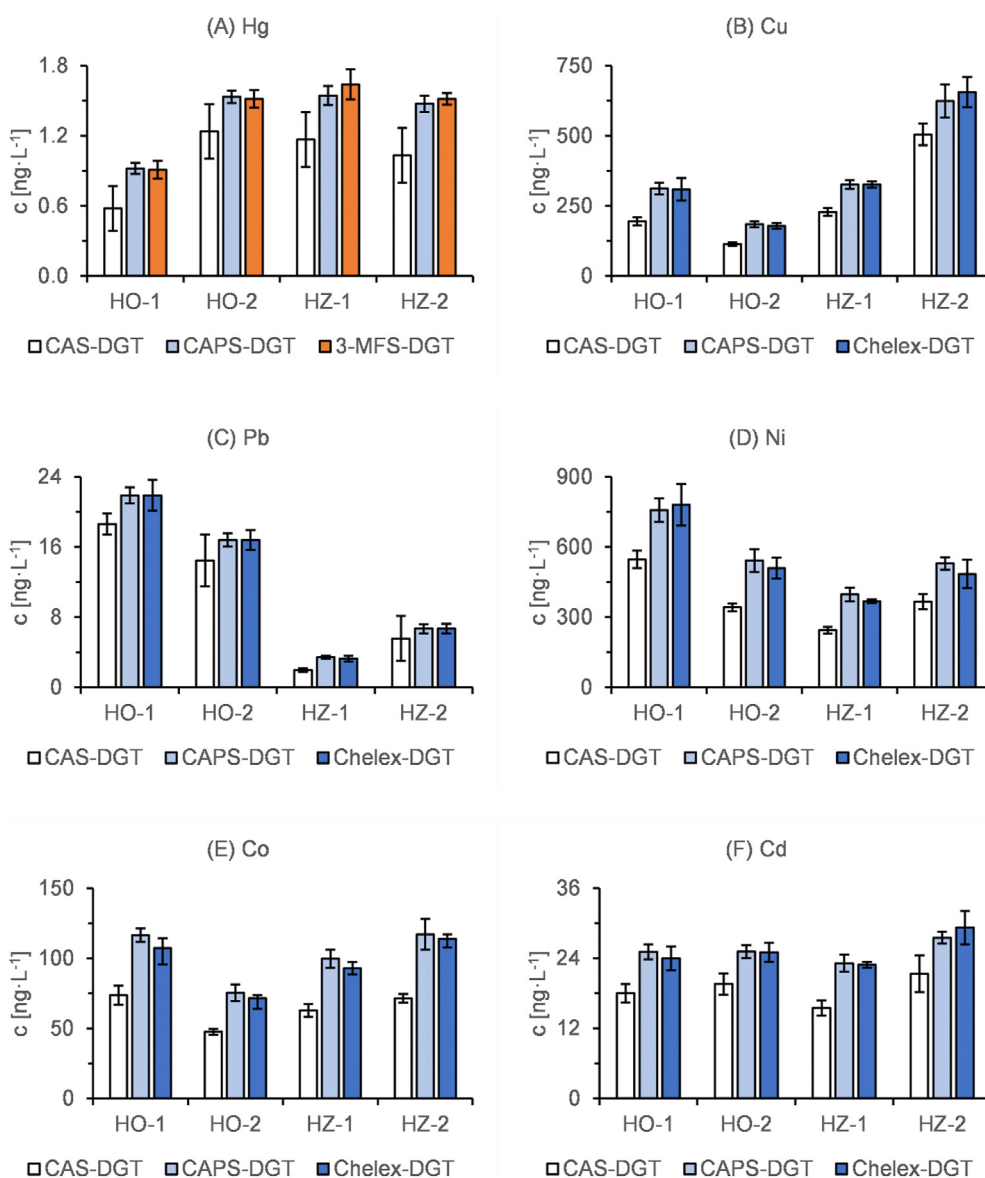 (A) Hg
c [ng·L⁻¹]
1.8
1.2
0.6
0.0
HO-1 HO-2 HZ-1 HZ-2
CAS-DGT CAPS-DGT 3-MFS-DGT
(B) Cu
c [ng·L⁻¹]
750
500
250
0
HO-1 HO-2 HZ-1 HZ-2
CAS-DGT CAPS-DGT Chelex-DGT
(C) Pb
c [ng·L⁻¹]
24
16
8
0
HO-1 HO-2 HZ-1 HZ-2
CAS-DGT CAPS-DGT Chelex-DGT
(D) Ni
c [ng·L⁻¹]
900
600
300
0
HO-1 HO-2 HZ-1 HZ-2
CAS-DGT CAPS-DGT Chelex-DGT
(E) Co
c [ng·L⁻¹]
150
100
50
0
HO-1 HO-2 HZ-1 HZ-2
CAS-DGT CAPS-DGT Chelex-DGT
(F) Cd
c [ng·L⁻¹]
36
24
12
0
HO-1 HO-2 HZ-1 HZ-2
CAS-DGT CAPS-DGT Chelex-DGT